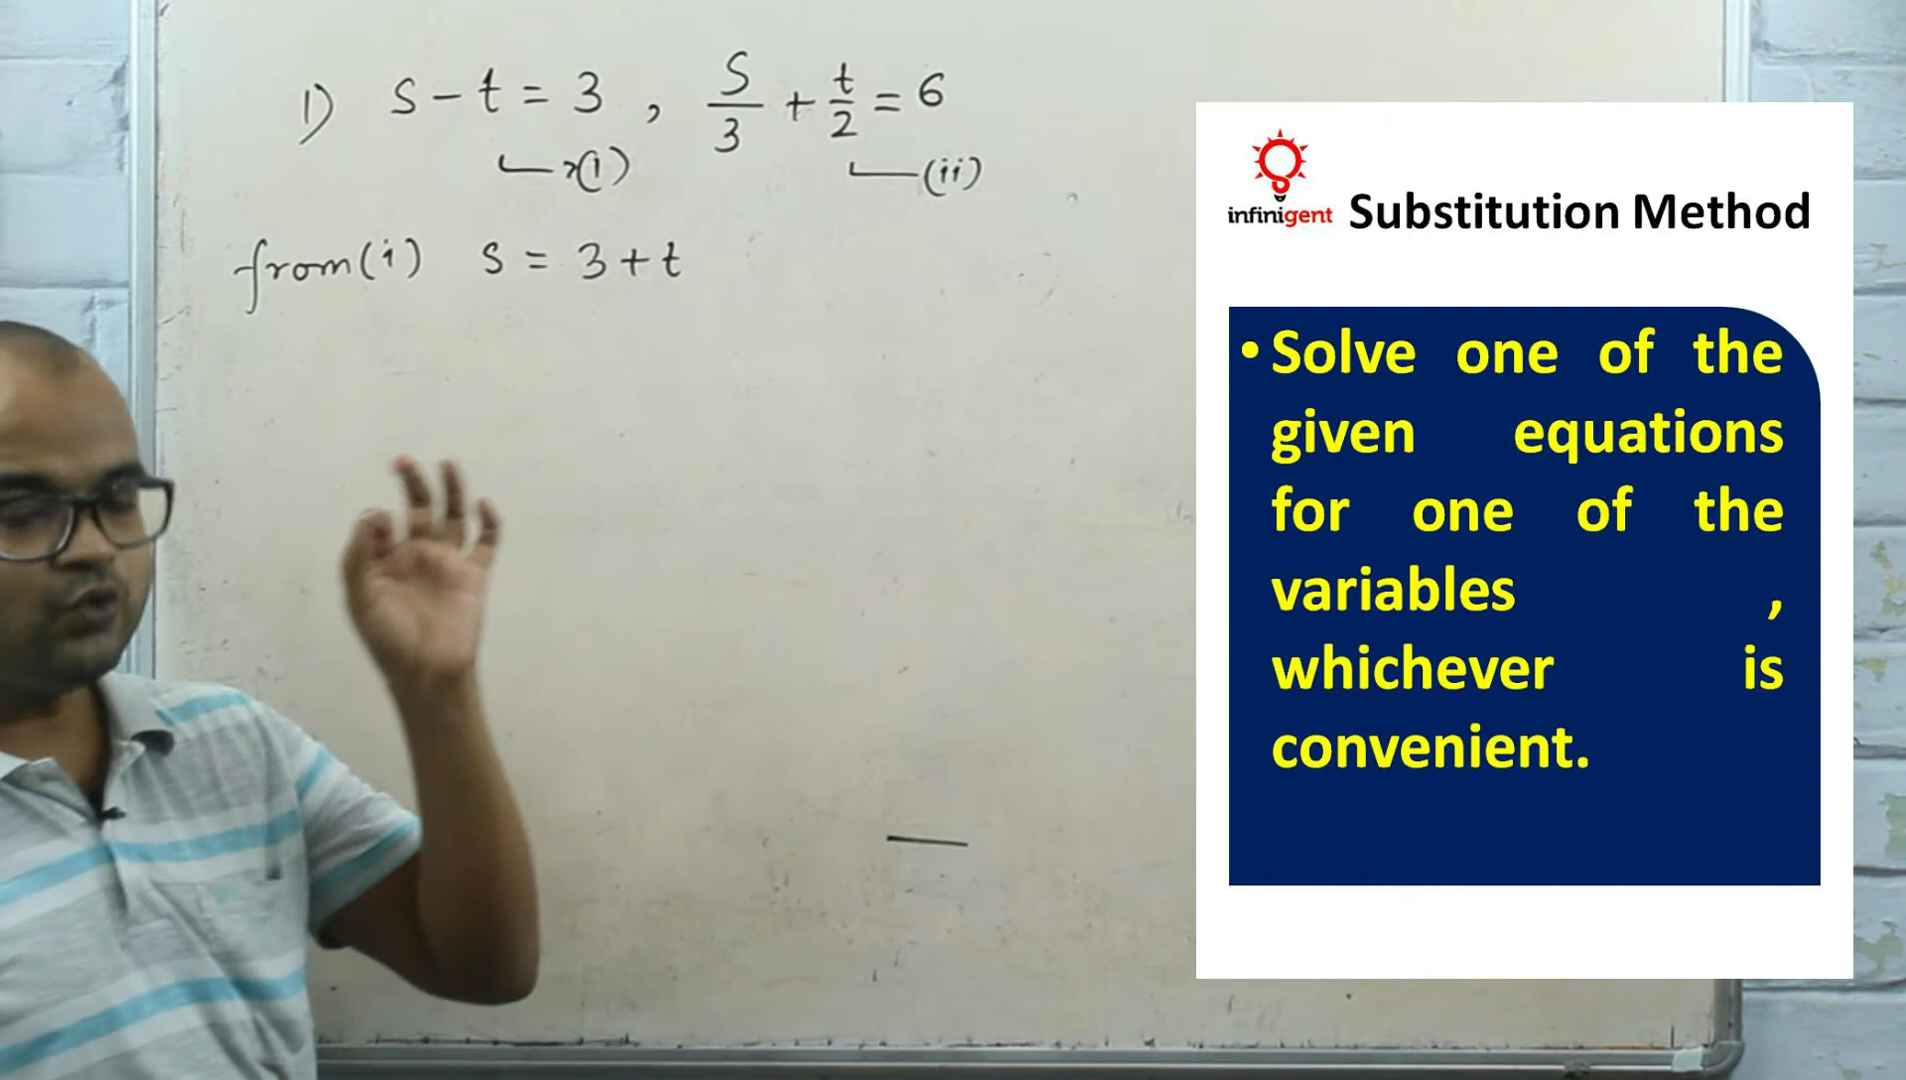 1) s - t = 3 , s/3 + t/2 = 6
(i) (ii)
from (i) s = 3 + t
infinigent
Substitution Method
• Solve one of the
given equations
for one of the
variables ,
whichever is
convenient.